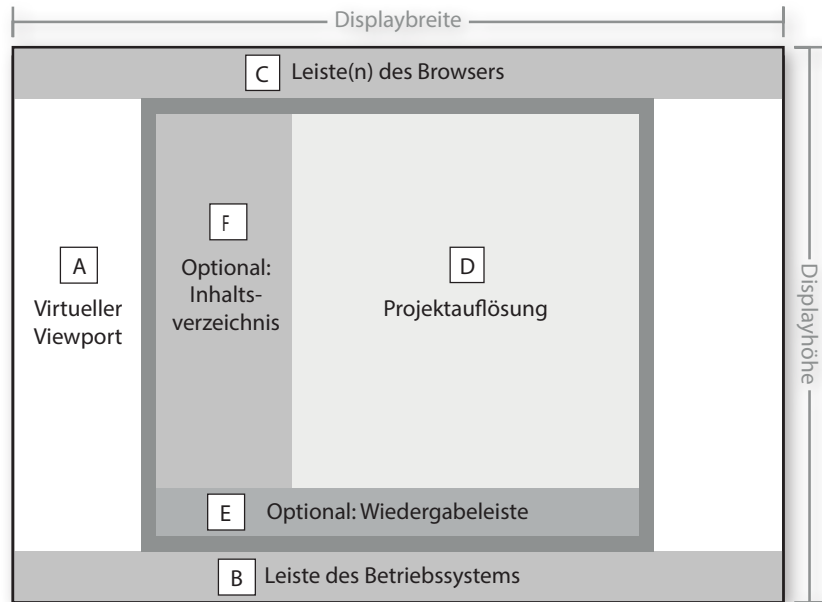 Displaybreite
C Leiste(n) des Browsers
F
Optional:
Inhalts-
verzeichnis
A
Virtueller
Viewport
D
Projektauflösung
Displayhöhe
E Optional: Wiedergabeleiste
B Leiste des Betriebssystems